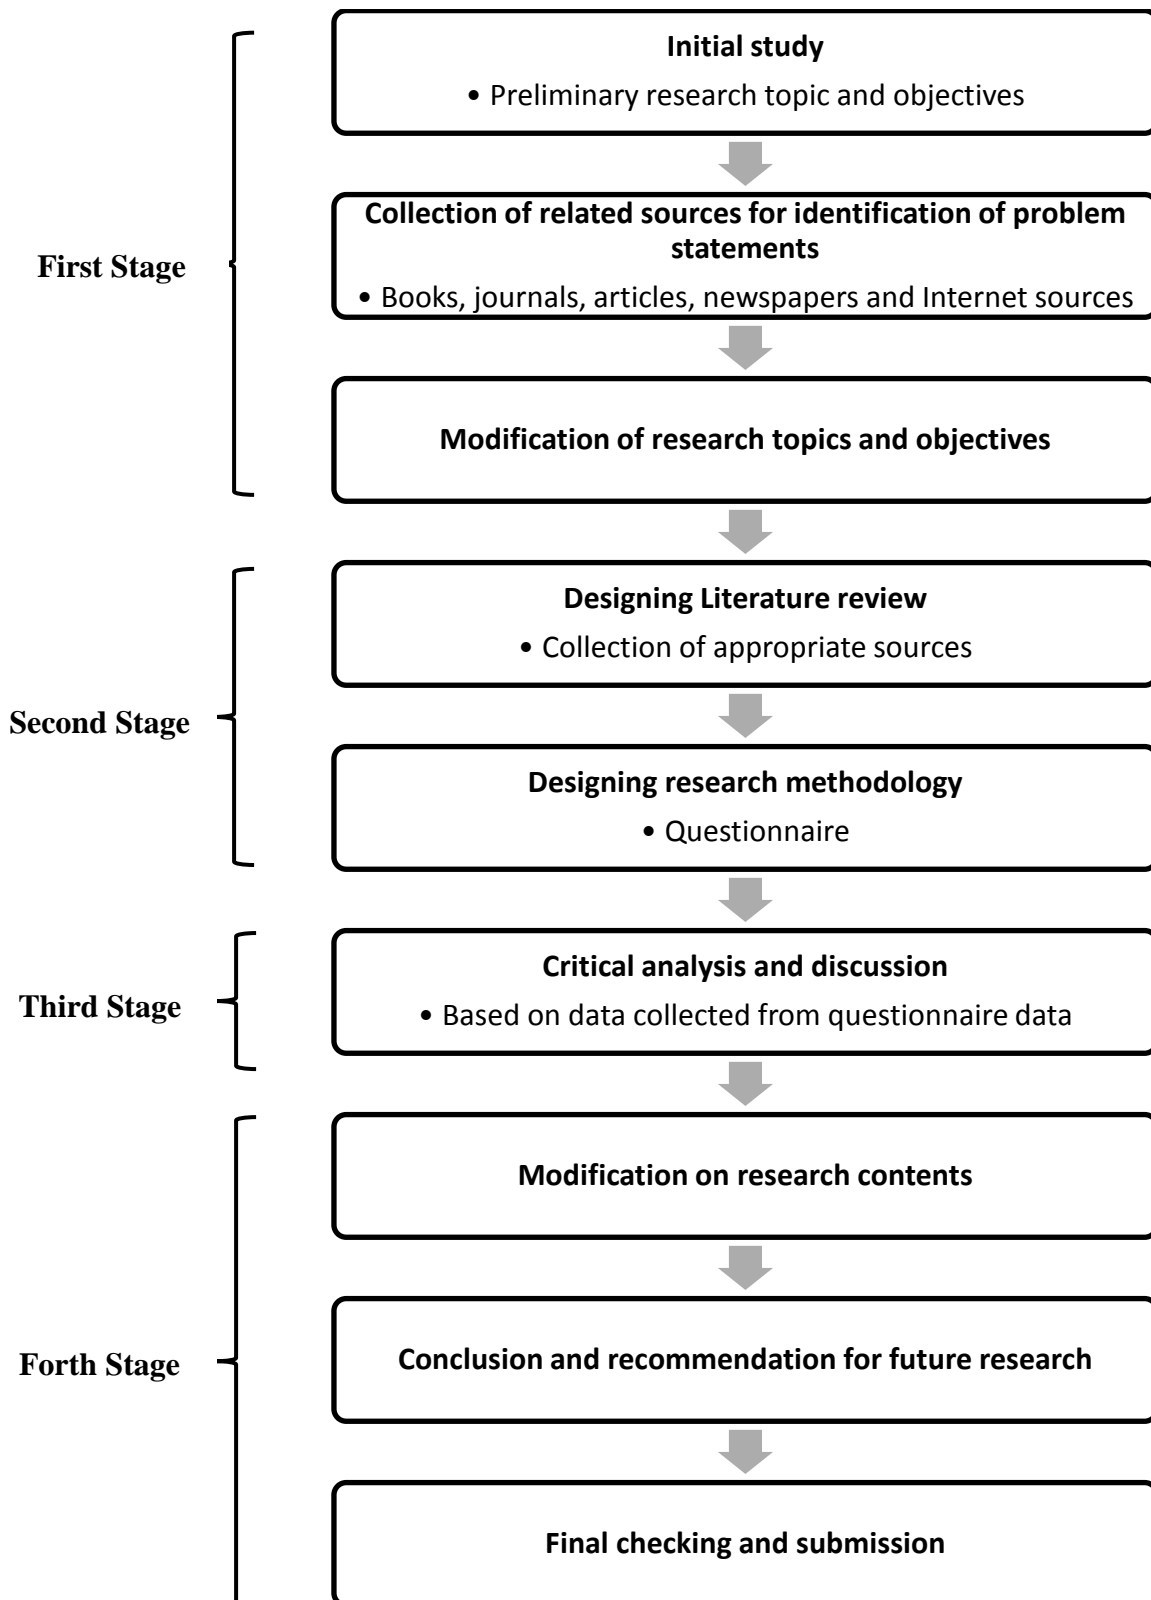 Initial study
• Preliminary research topic and objectives
Collection of related sources for identification of problem
statements
• Books, journals, articles, newspapers and Internet sources
First Stage
Modification of research topics and objectives
Designing Literature review
• Collection of appropriate sources
Second Stage
Designing research methodology
• Questionnaire
Critical analysis and discussion
• Based on data collected from questionnaire data
Third Stage
Modification on research contents
Conclusion and recommendation for future research
Forth Stage
Final checking and submission